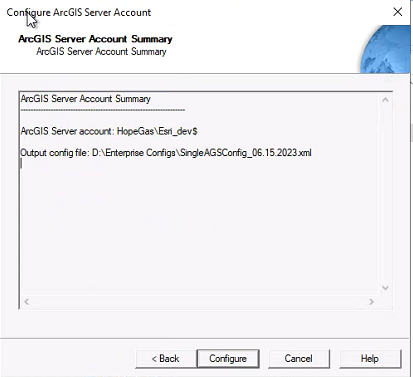 Configure ArcGIS Server Account
ArcGIS Server Account Summary
ArcGIS Server Account Summary
ArcGIS Server Account Summary
------------------------------------------------------
ArcGIS Server account: HopeGas\Esri_dev$
Output config file: D:\Enterprise Configs\SingleAGSConfig_06.15.2023.xml
< Back
Configure
Cancel
Help